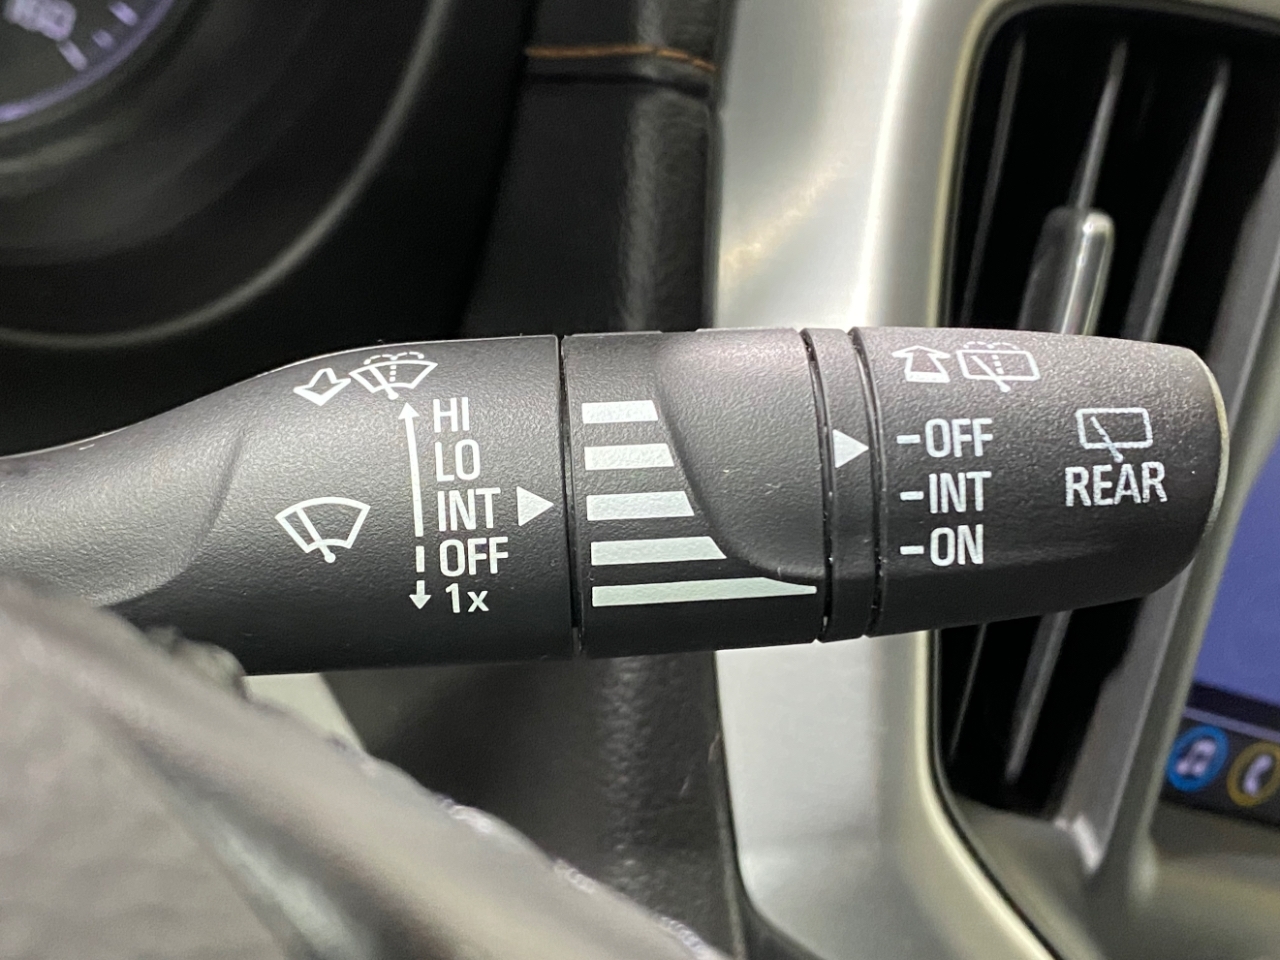 HI
LO
INT
OFF
1x
-OFF
-INT
-ON
REAR